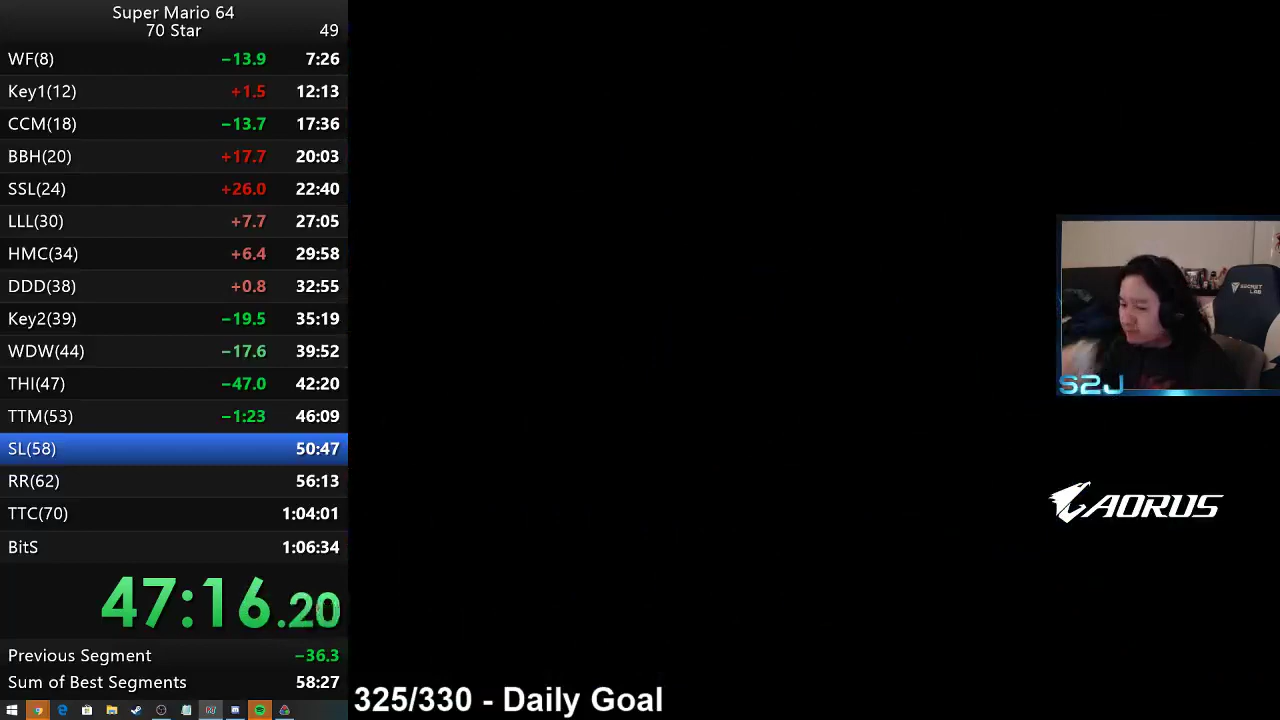 Super Mario 64
70 Star 49
WF(8) −13.9 7:26
Key1(12) +1.5 12:13
CCM(18) −13.7 17:36
BBH(20) +17.7 20:03
SSL(24) +26.0 22:40
LLL(30) +7.7 27:05
HMC(34) +6.4 29:58
DDD(38) +0.8 32:55
Key2(39) −19.5 35:19
WDW(44) −17.6 39:52
THI(47) −47.0 42:20
TTM(53) −1:23 46:09
SL(58) 50:47
RR(62) 56:13
TTC(70) 1:04:01
BitS 1:06:34
47:16.20
Previous Segment −36.3
Sum of Best Segments 58:27
325/330 - Daily Goal
SECRET LAB
S2J
AORUS